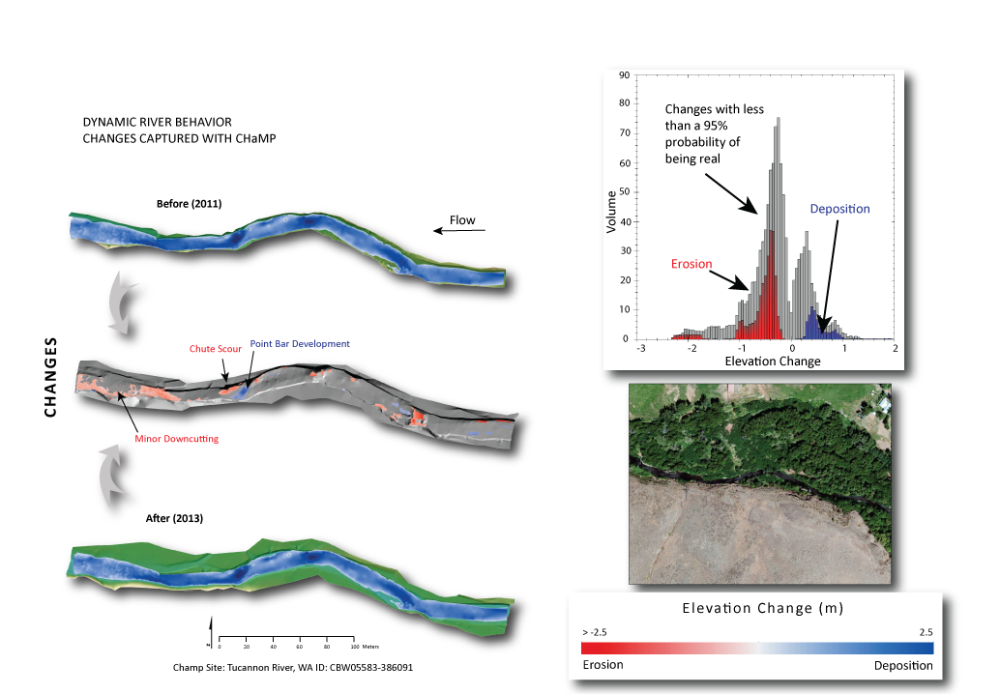 DYNAMIC RIVER BEHAVIOR
CHANGES CAPTURED WITH CHaMP
Before (2011)
Flow
CHANGES
Chute Scour
Point Bar Development
Minor Downcutting
After (2013)
N
0 20 40 60 80 100 Meters
Champ Site: Tucannon River, WA ID: CBW05583-386091
90
80
70
60
50
40
30
20
10
0
Volume
Changes with less
than a 95%
probability of
being real
Deposition
Erosion
-3 -2 -1 0 1 2
Elevation Change
Elevation Change (m)
> -2.5 2.5
Erosion Deposition